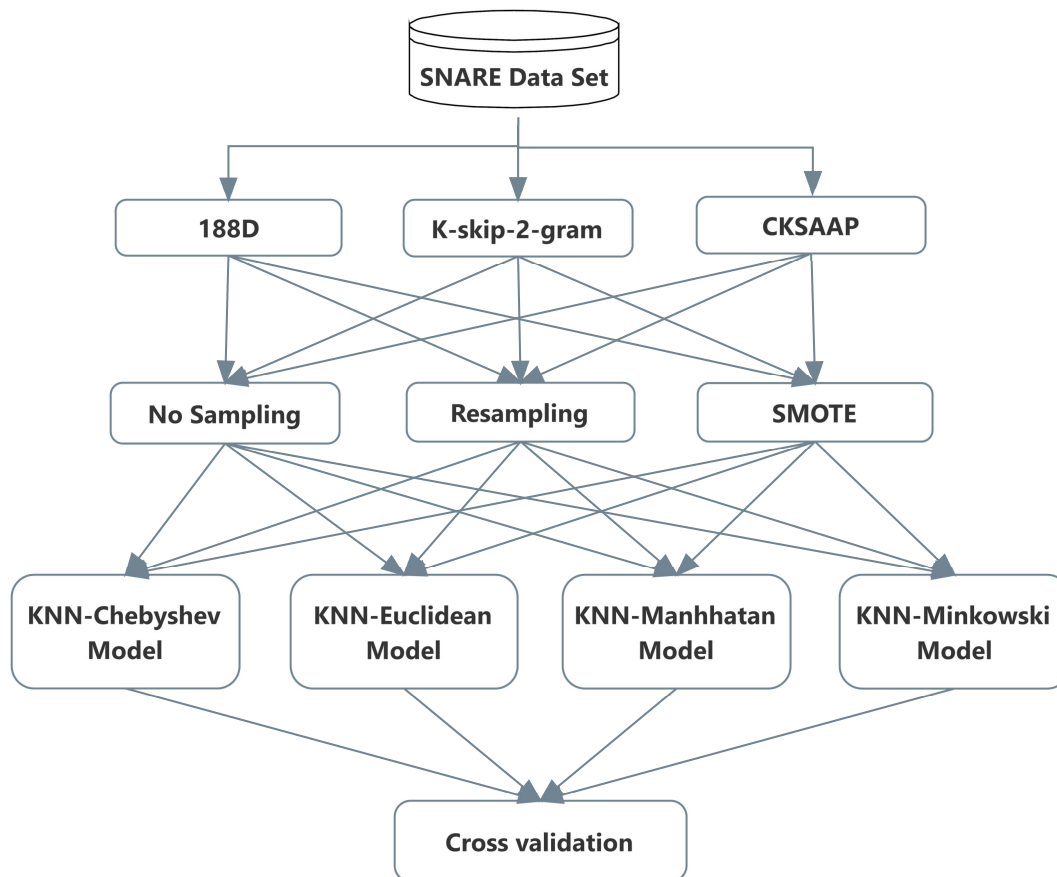 SNARE Data Set
188D
K-skip-2-gram
CKSAAP
No Sampling
Resampling
SMOTE
KNN-Chebyshev
Model
KNN-Euclidean
Model
KNN-Manhhatan
Model
KNN-Minkowski
Model
Cross validation